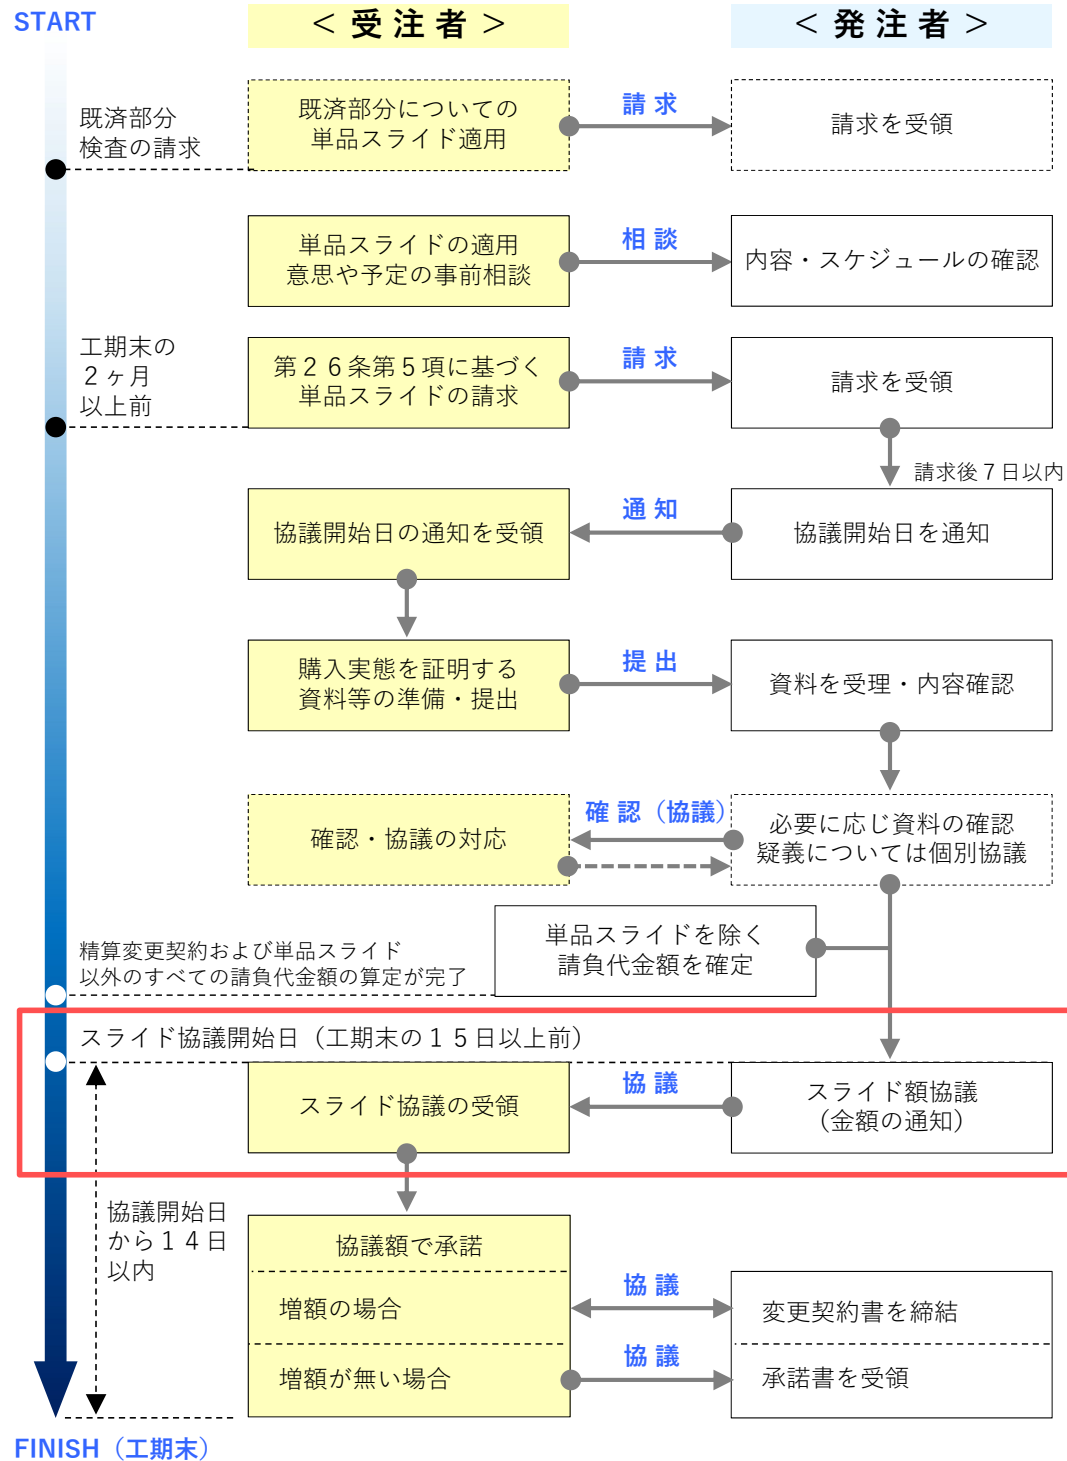 START
＜ 受 注 者 ＞
＜ 発 注 者 ＞
既済部分
検査の請求
既済部分についての
単品スライド適用
請 求
請求を受領
単品スライドの適用
意思や予定の事前相談
相 談
内容・スケジュールの確認
工期末の
２ヶ月
以上前
第２６条第５項に基づく
単品スライドの請求
請 求
請求を受領
請求後７日以内
協議開始日の通知を受領
通 知
協議開始日を通知
購入実態を証明する
資料等の準備・提出
提 出
資料を受理・内容確認
確認・協議の対応
確 認（協議）
必要に応じ資料の確認
疑義については個別協議
精算変更契約および単品スライド
以外のすべての請負代金額の算定が完了
単品スライドを除く
請負代金額を確定
スライド協議開始日（工期末の１５日以上前）
スライド協議の受領
協 議
スライド額協議
（金額の通知）
協議開始日
から１４日
以内
協議額で承諾
増額の場合
協 議
変更契約書を締結
増額が無い場合
協 議
承諾書を受領
FINISH（工期末）